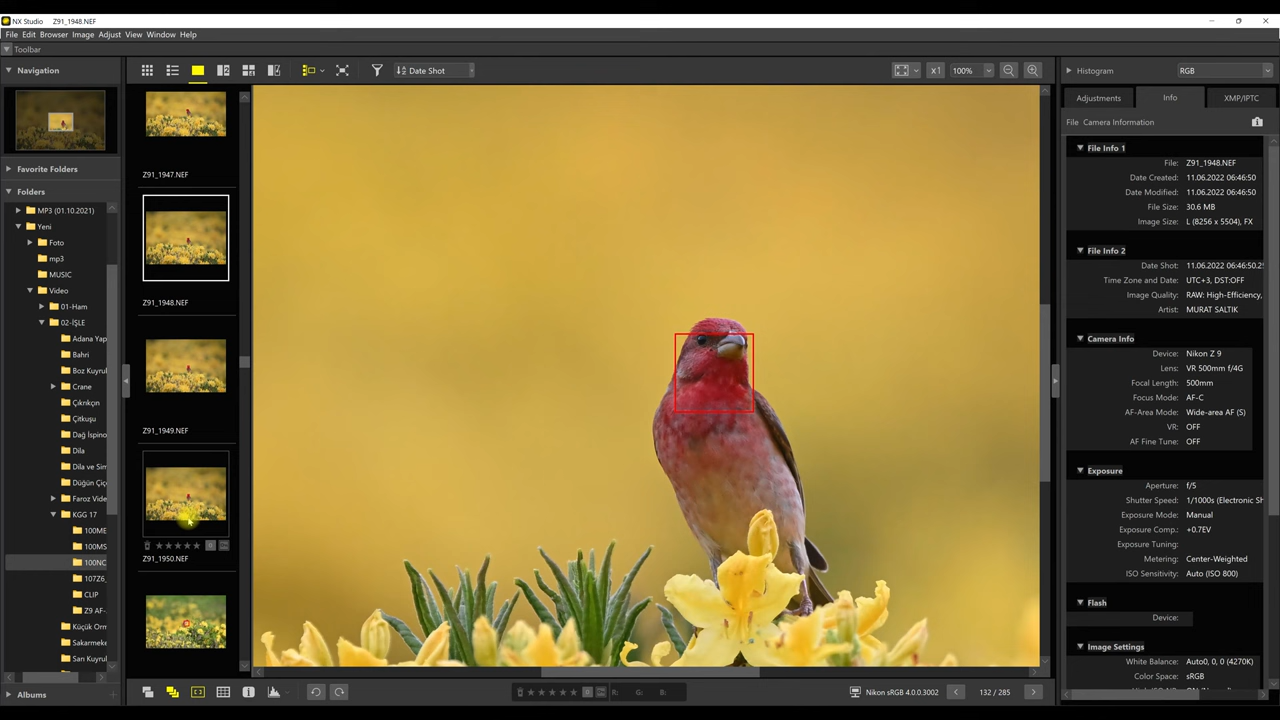 NX Studio Z91_1948.NEF
File Edit Browser Image Adjust View Window Help
Toolbar
Navigation
Date Shot
x1
100%
Histogram
RGB
Adjustments
Info
XMP/IPTC
File Camera Information
Favorite Folders
Folders
MP3 (01.10.2021)
Yeni
Foto
mp3
MUSIC
Video
01-Ham
02-İŞLE
Adana Yap
Bahri
Boz Kuyrul
Crane
Çıkrıkçın
Çitkuşu
Dağ İspino
Dila
Dila ve Sim
Düğün Çiç
Faroz Vide
KGG 17
100ME
100MS
100NC
107Z6_
CLIP
Z9 AF-
Küçük Orm
Sakarmeke
Sarı Kuyru
Albums
Z91_1947.NEF
Z91_1948.NEF
Z91_1949.NEF
Z91_1950.NEF
File Info 1
File: Z91_1948.NEF
Date Created: 11.06.2022 06:46:50
Date Modified: 11.06.2022 06:46:50
File Size: 30.6 MB
Image Size: L (8256 x 5504), FX
File Info 2
Date Shot: 11.06.2022 06:46:50.2
Time Zone and Date: UTC+3, DST:OFF
Image Quality: RAW: High-Efficiency,
Artist: MURAT SALTIK
Camera Info
Device: Nikon Z 9
Lens: VR 500mm f/4G
Focal Length: 500mm
Focus Mode: AF-C
AF-Area Mode: Wide-area AF (S)
VR: OFF
AF Fine Tune: OFF
Exposure
Aperture: f/5
Shutter Speed: 1/1000s (Electronic S
Exposure Mode: Manual
Exposure Comp.: +0.7EV
Exposure Tuning:
Metering: Center-Weighted
ISO Sensitivity: Auto (ISO 800)
Flash
Device:
Image Settings
White Balance: Auto0, 0, 0 (4270K)
Color Space: sRGB
R: G: B:
Nikon sRGB 4.0.0.3002
132 / 285